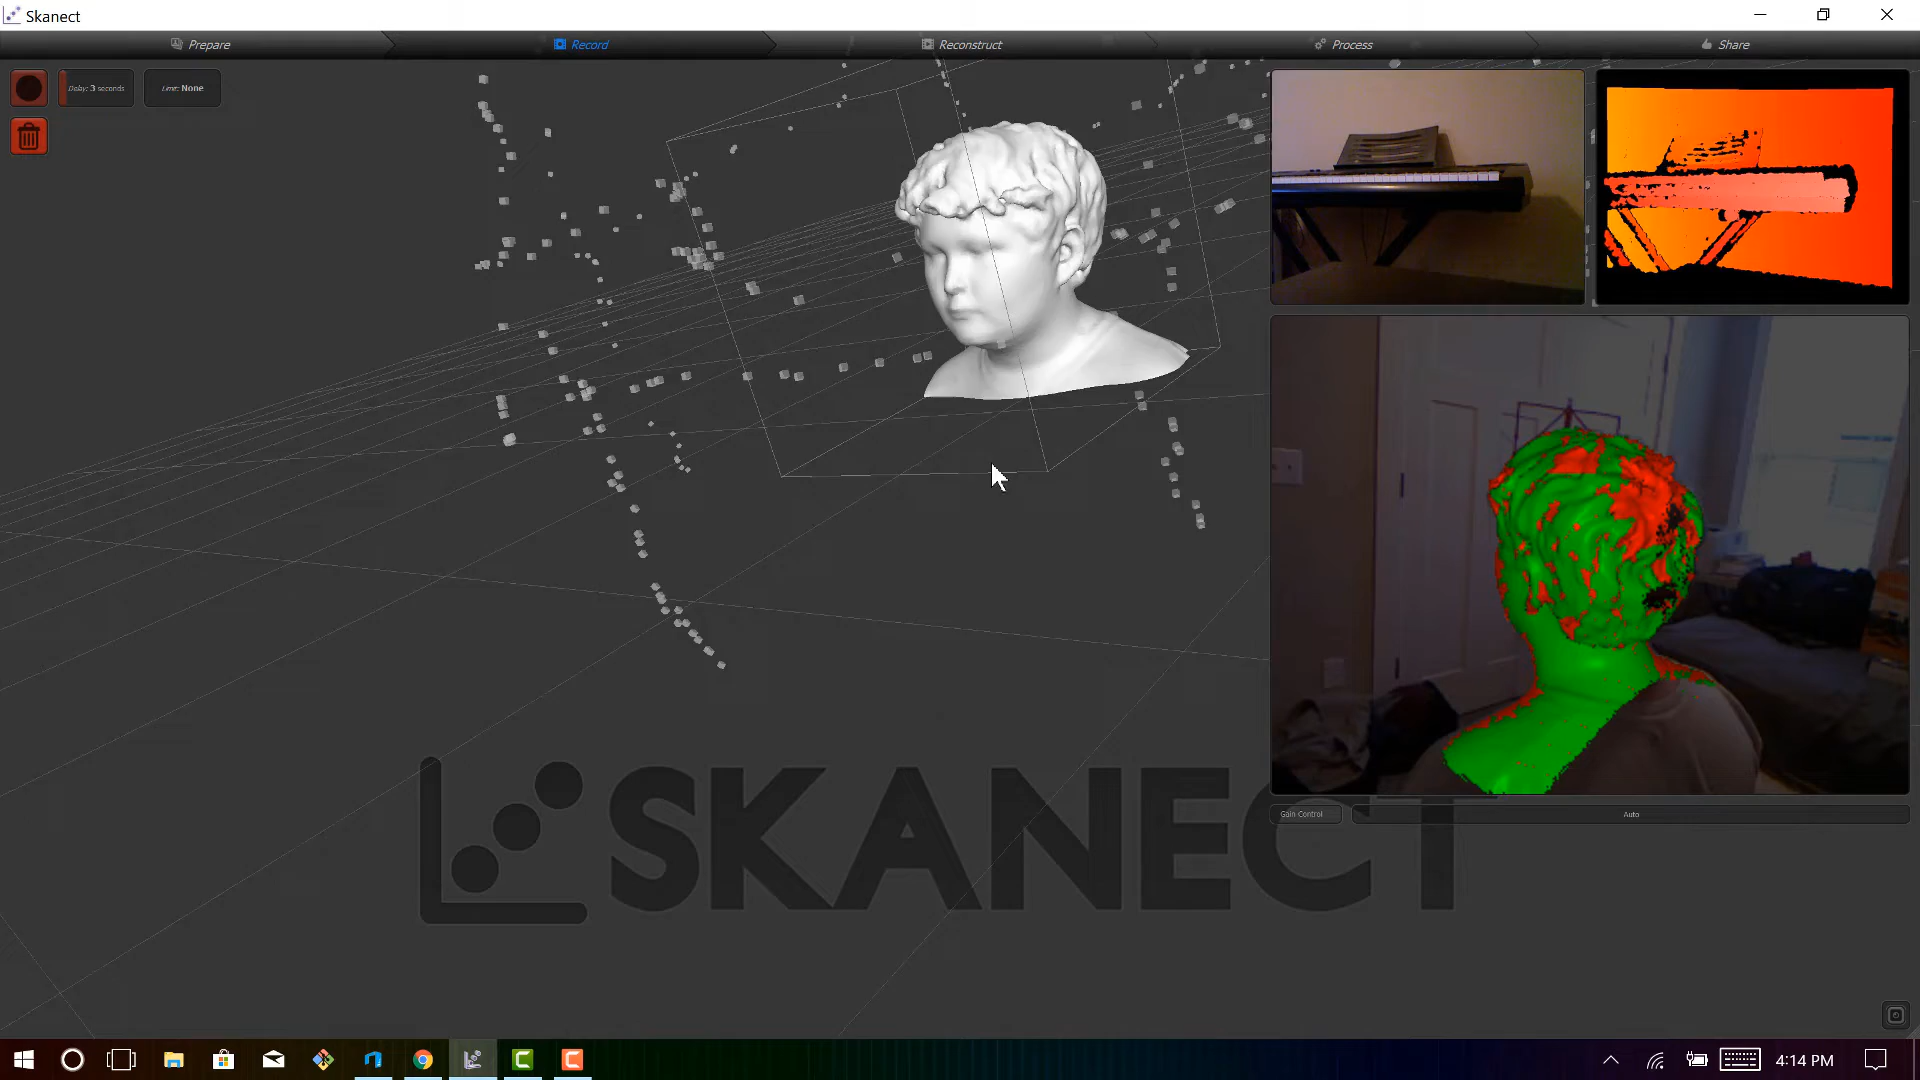 Skanect
Prepare
Record
Reconstruct
Process
Share
Delay: 3 seconds
Limit: None
Gain Control
Auto
SKANECT
4:14 PM